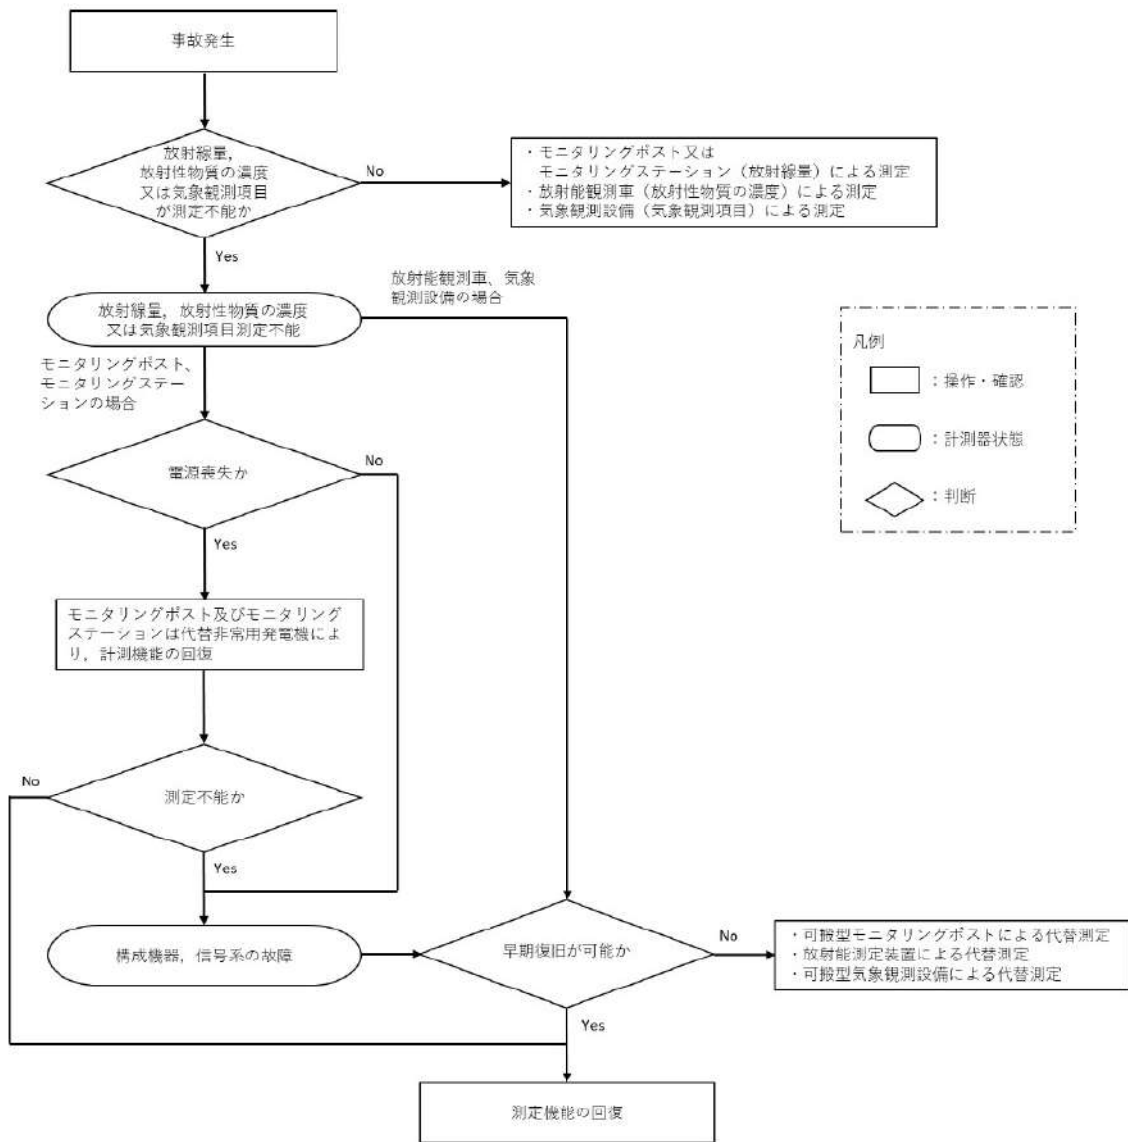 事故発生
放射線量，
放射性物質の濃度
又は気象観測項目
が測定不能か
No
・モニタリングポスト又は
モニタリングステーション（放射線量）による測定
・放射能観測車（放射性物質の濃度）による測定
・気象観測設備（気象観測項目）による測定
Yes
放射能観測車、気象
観測設備の場合
放射線量，放射性物質の濃度
又は気象観測項目測定不能
モニタリングポスト、
モニタリングステー
ションの場合
凡例
：操作・確認
：計測器状態
：判断
電源喪失か
No
Yes
モニタリングポスト及びモニタリング
ステーションは代替非常用発電機によ
り，計測機能の回復
No
測定不能か
Yes
構成機器，信号系の故障
早期復旧が可能か
No
・可搬型モニタリングポストによる代替測定
・放射能測定装置による代替測定
・可搬型気象観測設備による代替測定
Yes
測定機能の回復